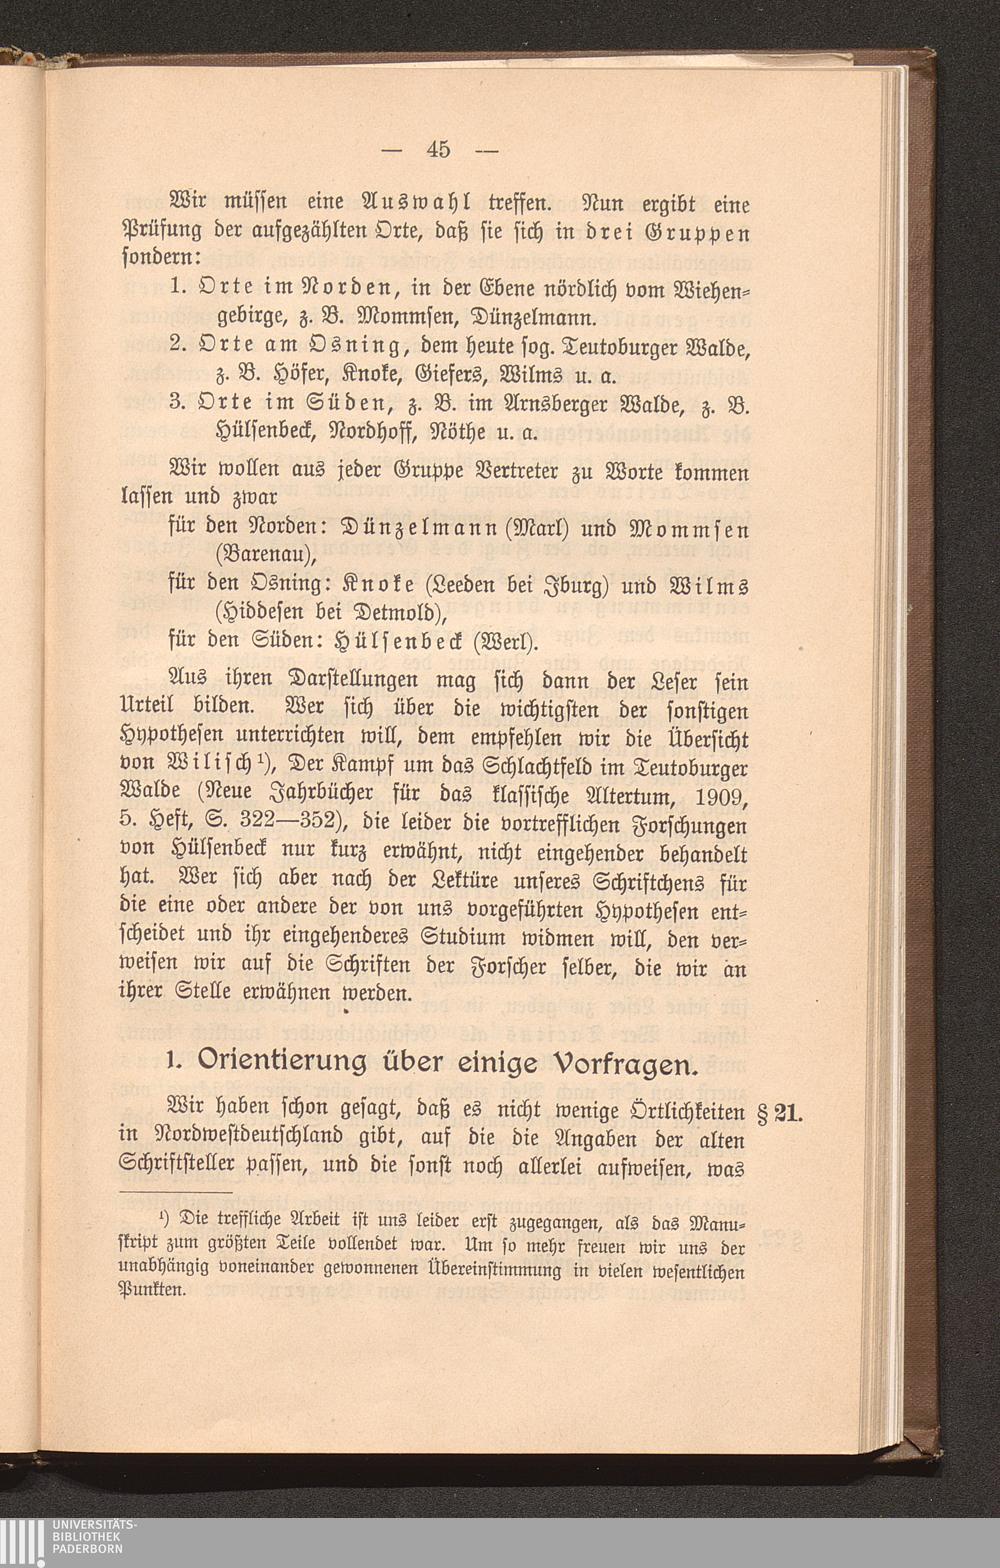 — 45 —
Wir müssen eine Auswahl treffen. Nun ergibt eine
Prüfung der aufgezählten Orte, daß sie sich in drei Gruppen
sondern:
1. Orte im Norden, in der Ebene nördlich vom Wiehen-
gebirge, z. B. Mommsen, Dünzelmann.
2. Orte am Osning, dem heute sog. Teutoburger Walde,
z. B. Höfer, Knoke, Giefers, Wilms u. a.
3. Orte im Süden, z. B. im Arnsberger Walde, z. B.
Hülsenbeck, Nordhoff, Nöthe u. a.
Wir wollen aus jeder Gruppe Vertreter zu Worte kommen
lassen und zwar
für den Norden: Dünzelmann (Marl) und Mommsen
(Barenau),
für den Osning: Knoke (Leeden bei Iburg) und Wilms
(Hiddesen bei Detmold),
für den Süden: Hülsenbeck (Werl).
Aus ihren Darstellungen mag sich dann der Leser sein
Urteil bilden. Wer sich über die wichtigsten der sonstigen
Hypothesen unterrichten will, dem empfehlen wir die Übersicht
von Wilisch¹), Der Kampf um das Schlachtfeld im Teutoburger
Walde (Neue Jahrbücher für das klassische Altertum, 1909,
5. Heft, S. 322—352), die leider die vortrefflichen Forschungen
von Hülsenbeck nur kurz erwähnt, nicht eingehender behandelt
hat. Wer sich aber nach der Lektüre unseres Schriftchens für
die eine oder andere der von uns vorgeführten Hypothesen ent-
scheidet und ihr eingehenderes Studium widmen will, den ver-
weisen wir auf die Schriften der Forscher selber, die wir an
ihrer Stelle erwähnen werden.
1. Orientierung über einige Vorfragen.
Wir haben schon gesagt, daß es nicht wenige Örtlichkeiten § 21.
in Nordwestdeutschland gibt, auf die die Angaben der alten
Schriftsteller passen, und die sonst noch allerlei aufweisen, was
¹) Die treffliche Arbeit ist uns leider erst zugegangen, als das Manu-
skript zum größten Teile vollendet war. Um so mehr freuen wir uns der
unabhängig voneinander gewonnenen Übereinstimmung in vielen wesentlichen
Punkten.
UNIVERSITÄTS-
BIBLIOTHEK
PADERBORN